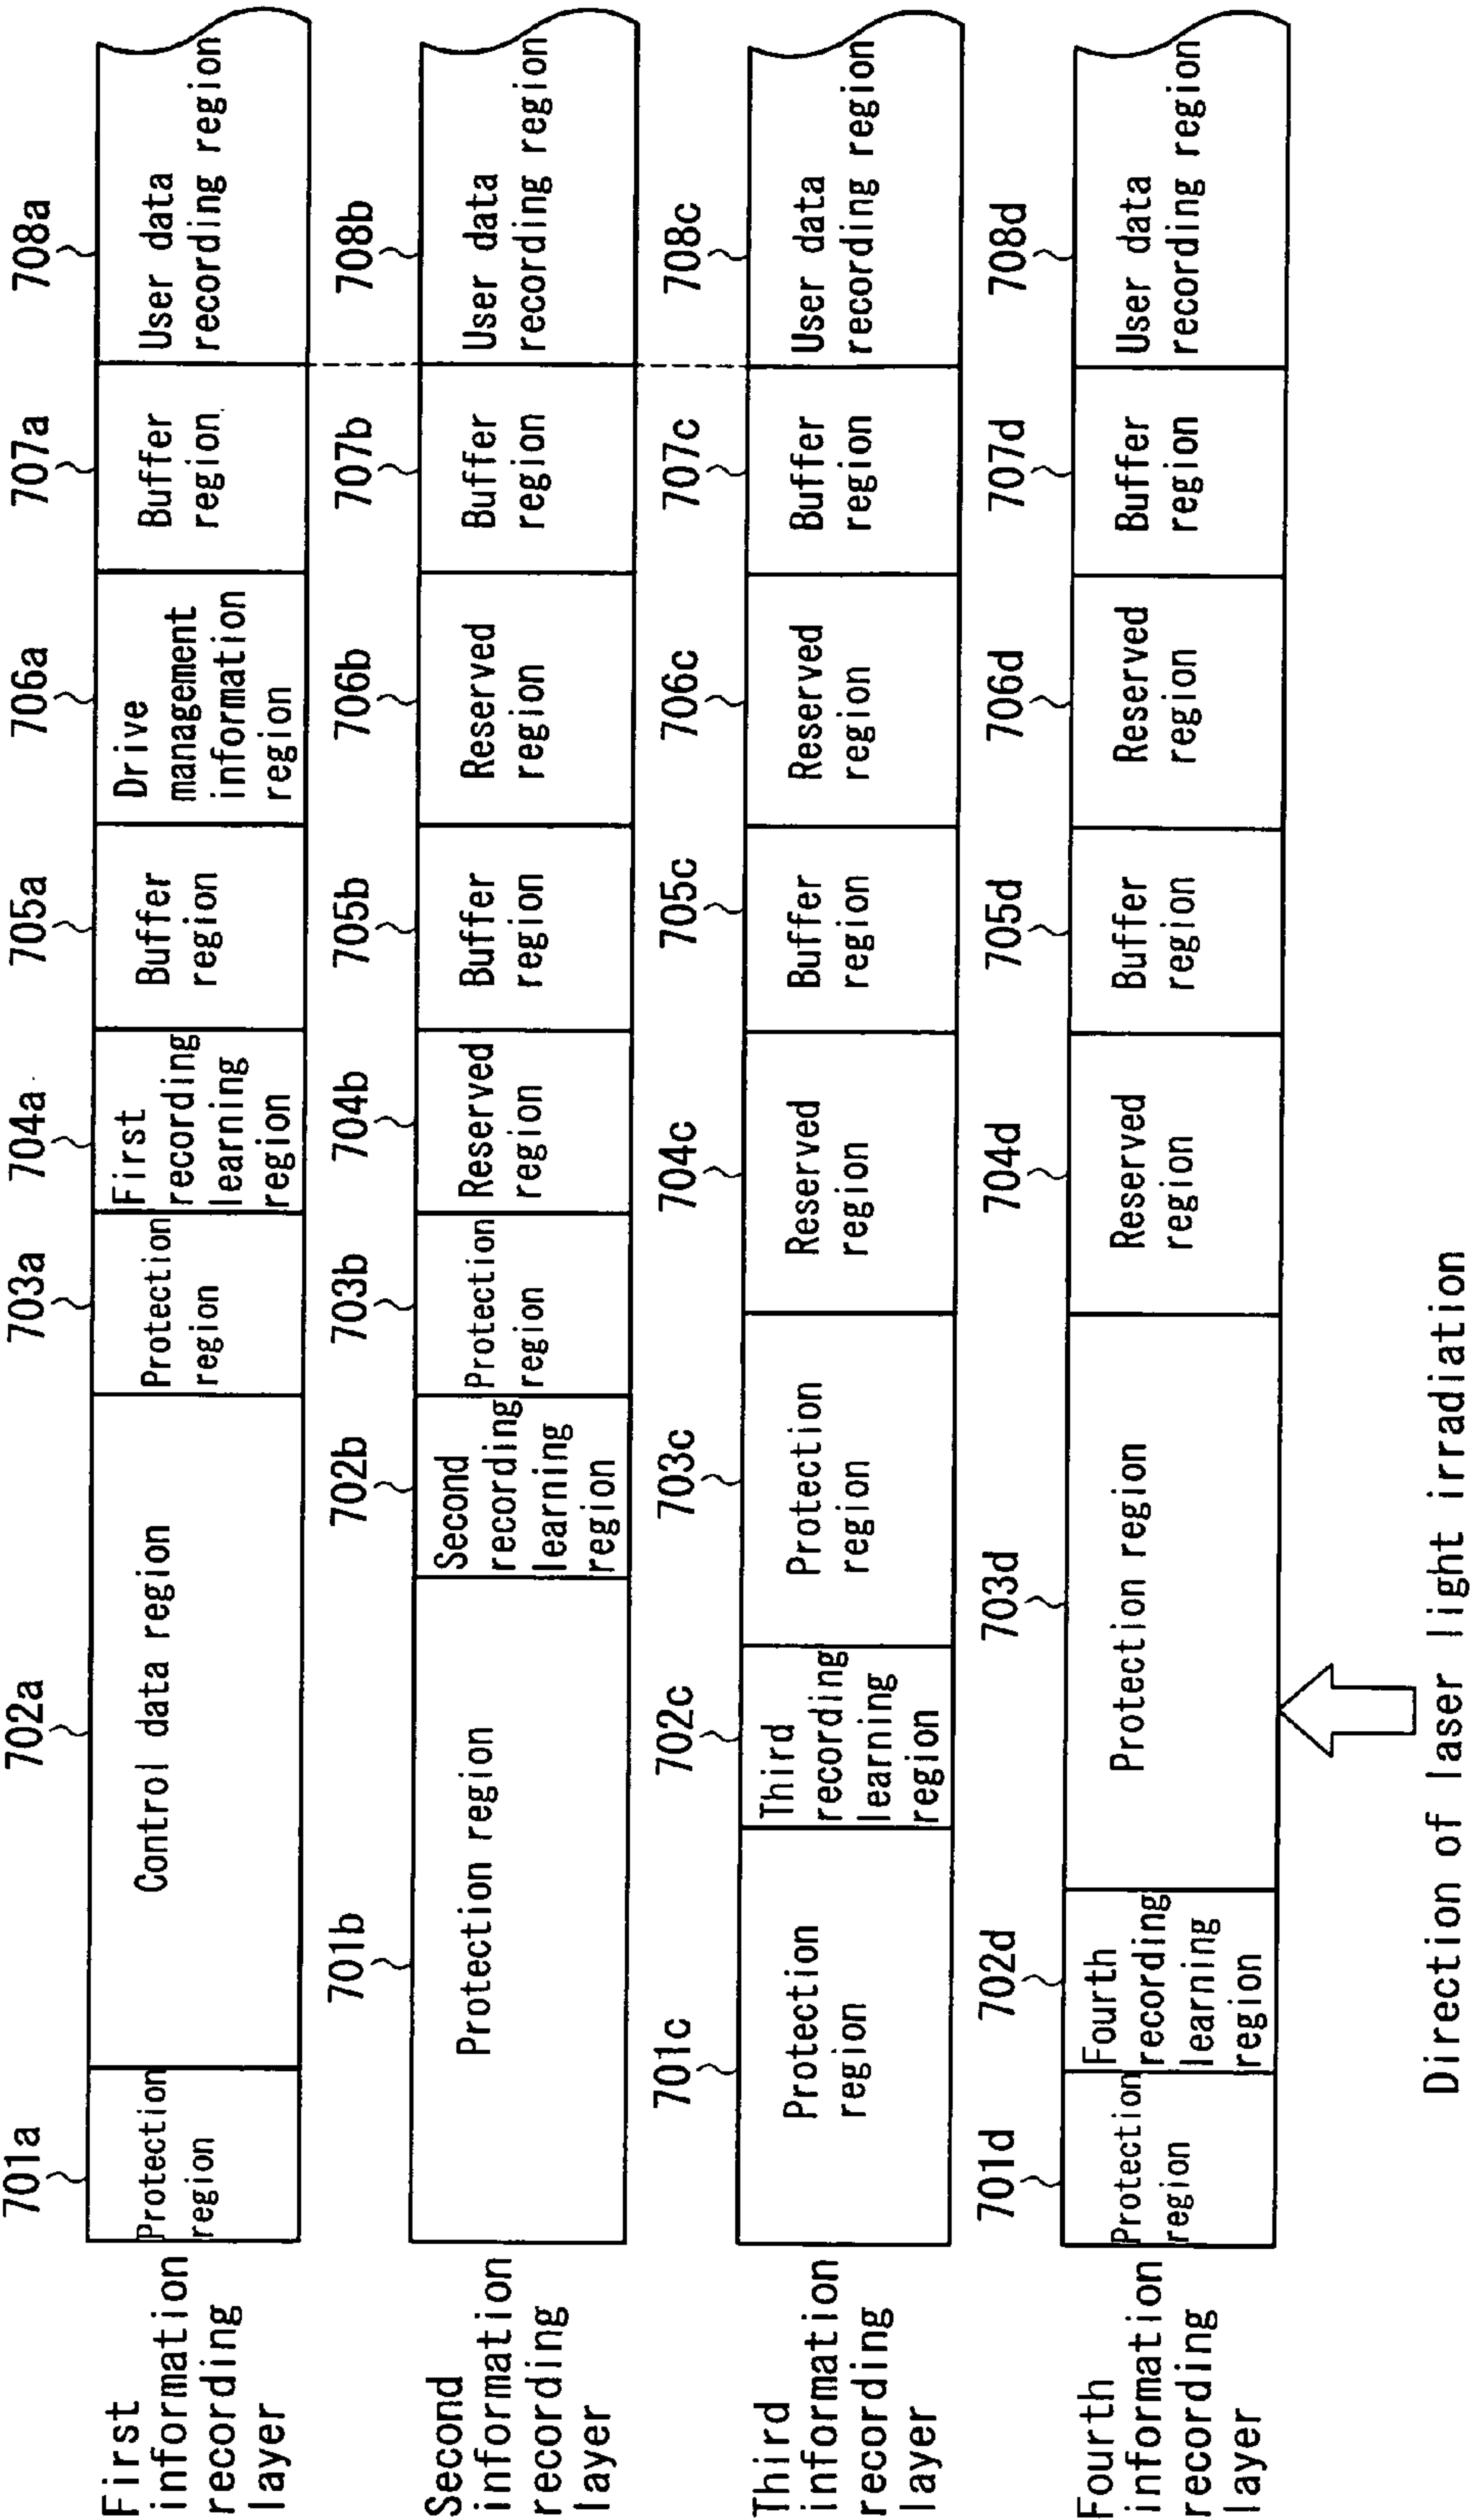 701a
702a
703a
704a
705a
706a
707a
708a
First
information
recording
layer
Protection
region
Control data region
Protection
region
First
recording
learning
region
Buffer
region
Drive
management
information
region
Buffer
region
User data
recording region
701b
702b
703b
704b
705b
706b
707b
708b
Second
information
recording
layer
Protection region
Second
recording
learning
region
Protection
region
Reserved
region
Buffer
region
Reserved
region
Buffer
region
User data
recording region
701c
702c
703c
704c
705c
706c
707c
708c
Third
information
recording
layer
Protection
region
Third
recording
learning
region
Protection
region
Reserved
region
Buffer
region
Reserved
region
Buffer
region
User data
recording region
701d
702d
703d
704d
705d
706d
707d
708d
Fourth
information
recording
layer
Protection
region
Fourth
recording
learning
region
Protection region
Reserved
region
Buffer
region
Reserved
region
Buffer
region
User data
recording region
Direction of laser light irradiation